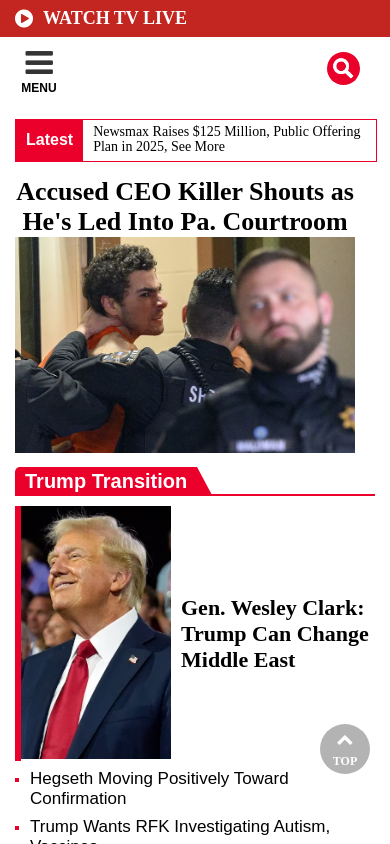 WATCH TV LIVE
MENU
Latest
Newsmax Raises $125 Million, Public Offering
Plan in 2025, See More
Accused CEO Killer Shouts as
He's Led Into Pa. Courtroom
SH
Trump Transition
Gen. Wesley Clark:
Trump Can Change
Middle East
TOP
Hegseth Moving Positively Toward
Confirmation
Trump Wants RFK Investigating Autism,
Vaccines